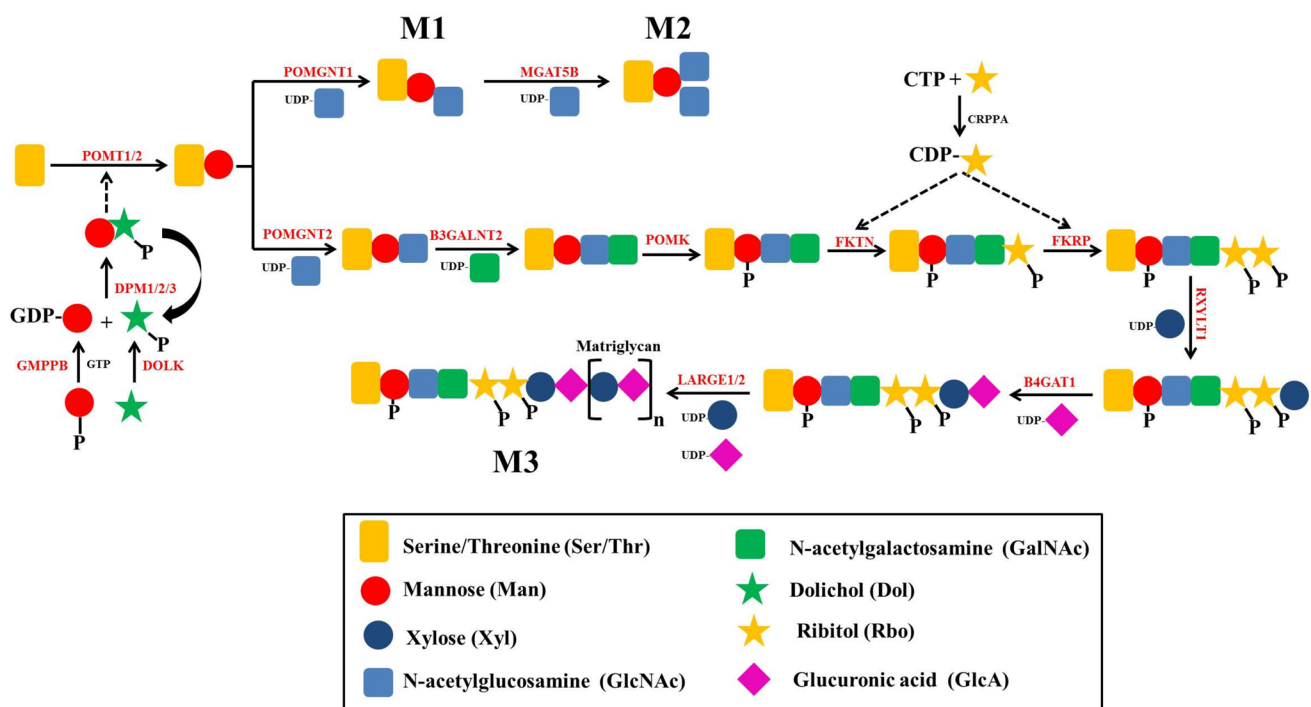 M1
M2
POMGNT1
UDP-
MGAT5B
UDP-
CTP +
CRPPA
CDP-
POMT1/2
P
DPM1/2/3
GDP-
+
P
GMPPB
GTP
DOLK
P
POMGNT2
UDP-
B3GALNT2
UDP-
POMK
P
FKTN
P
P
FKRP
P
P
P
RXYLT1
UDP-
P
P
P
B4GAT1
UDP-
P
P
P
LARGE1/2
UDP-
UDP-
Matriglycan
n
P
P
P
M3
Serine/Threonine (Ser/Thr)
Mannose (Man)
Xylose (Xyl)
N-acetylglucosamine (GlcNAc)
N-acetylgalactosamine (GalNAc)
Dolichol (Dol)
Ribitol (Rbo)
Glucuronic acid (GlcA)